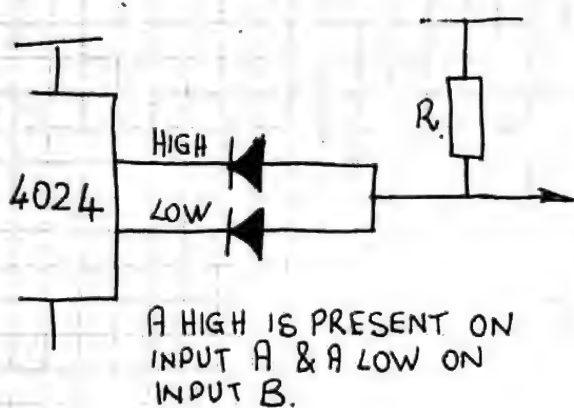 R.
HIGH
4024
LOW
A HIGH IS PRESENT ON
INPUT A & A LOW ON
INPUT B.